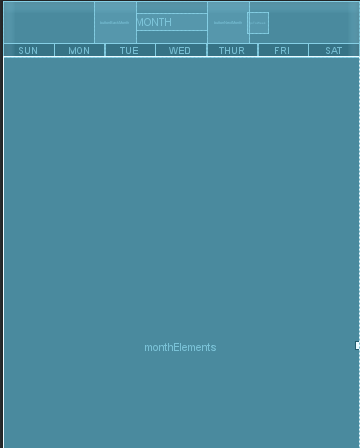 MONTH
SUN MON TUE WED THUR FRI SAT
monthElements